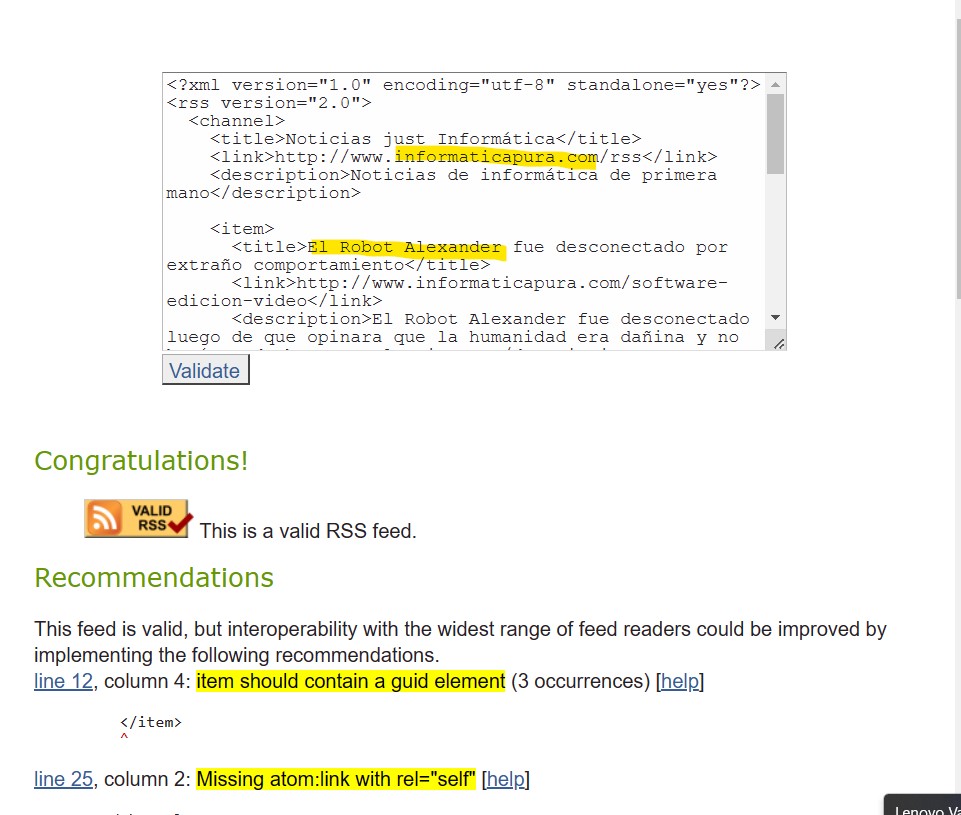 <?xml version="1.0" encoding="utf-8" standalone="yes"?>
<rss version="2.0">
<channel>
<title>Noticias just Informática</title>
<link>http://www.informaticapura.com/rss</link>
<description>Noticias de informática de primera
mano</description>
<item>
<title>El Robot Alexander fue desconectado por
extraño comportamiento</title>
<link>http://www.informaticapura.com/software-
edicion-video</link>
<description>El Robot Alexander fue desconectado
luego de que opinara que la humanidad era dañina y no
Validate
Congratulations!
VALID
RSS
This is a valid RSS feed.
Recommendations
This feed is valid, but interoperability with the widest range of feed readers could be improved by
implementing the following recommendations.
line 12, column 4: item should contain a guid element (3 occurrences) [help]
</item>
^
line 25, column 2: Missing atom:link with rel="self" [help]
Lenovo